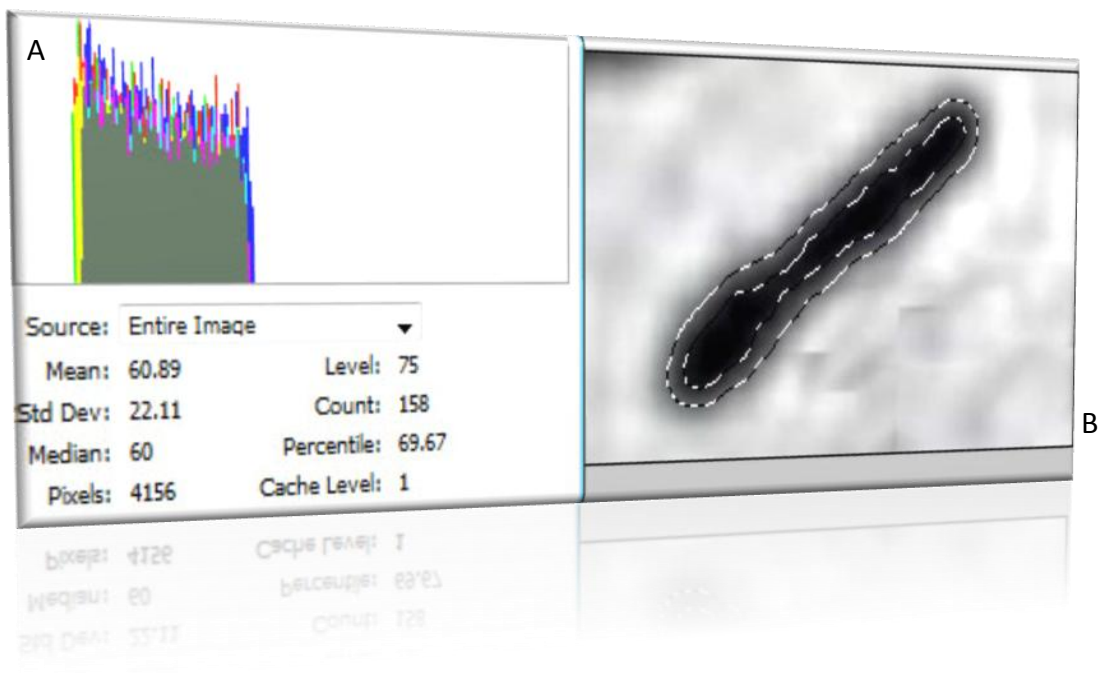 A
Source: Entire Image
Mean: 60.89 Level: 75
Std Dev: 22.11 Count: 158
Median: 60 Percentile: 69.67
Pixels: 4156 Cache Level: 1
B